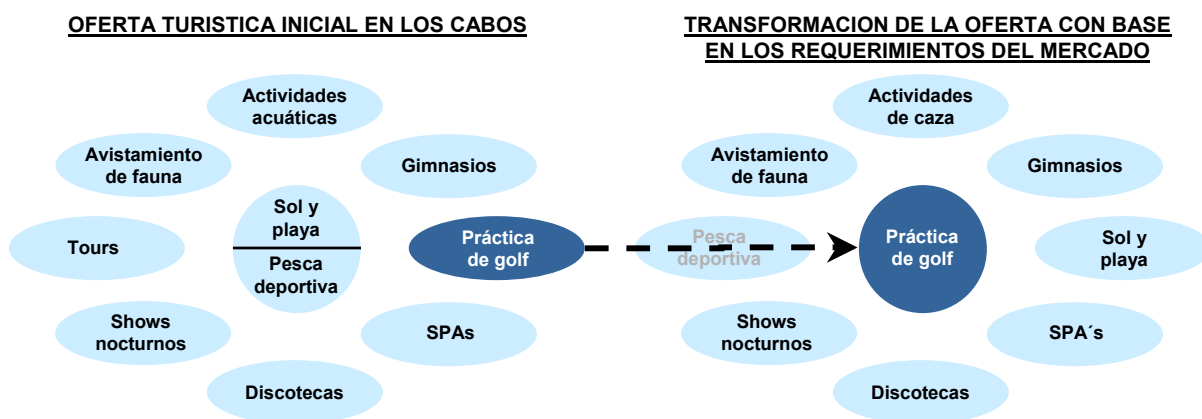 OFERTA TURISTICA INICIAL EN LOS CABOS
Actividades
acuáticas
Avistamiento
de fauna
Gimnasios
Sol y
playa
Pesca
deportiva
Tours
Práctica
de golf
Shows
nocturnos
SPAs
Discotecas
TRANSFORMACION DE LA OFERTA CON BASE
EN LOS REQUERIMIENTOS DEL MERCADO
Actividades
de caza
Avistamiento
de fauna
Gimnasios
Pesca
deportiva
Práctica
de golf
Sol y
playa
Shows
nocturnos
SPA´s
Discotecas